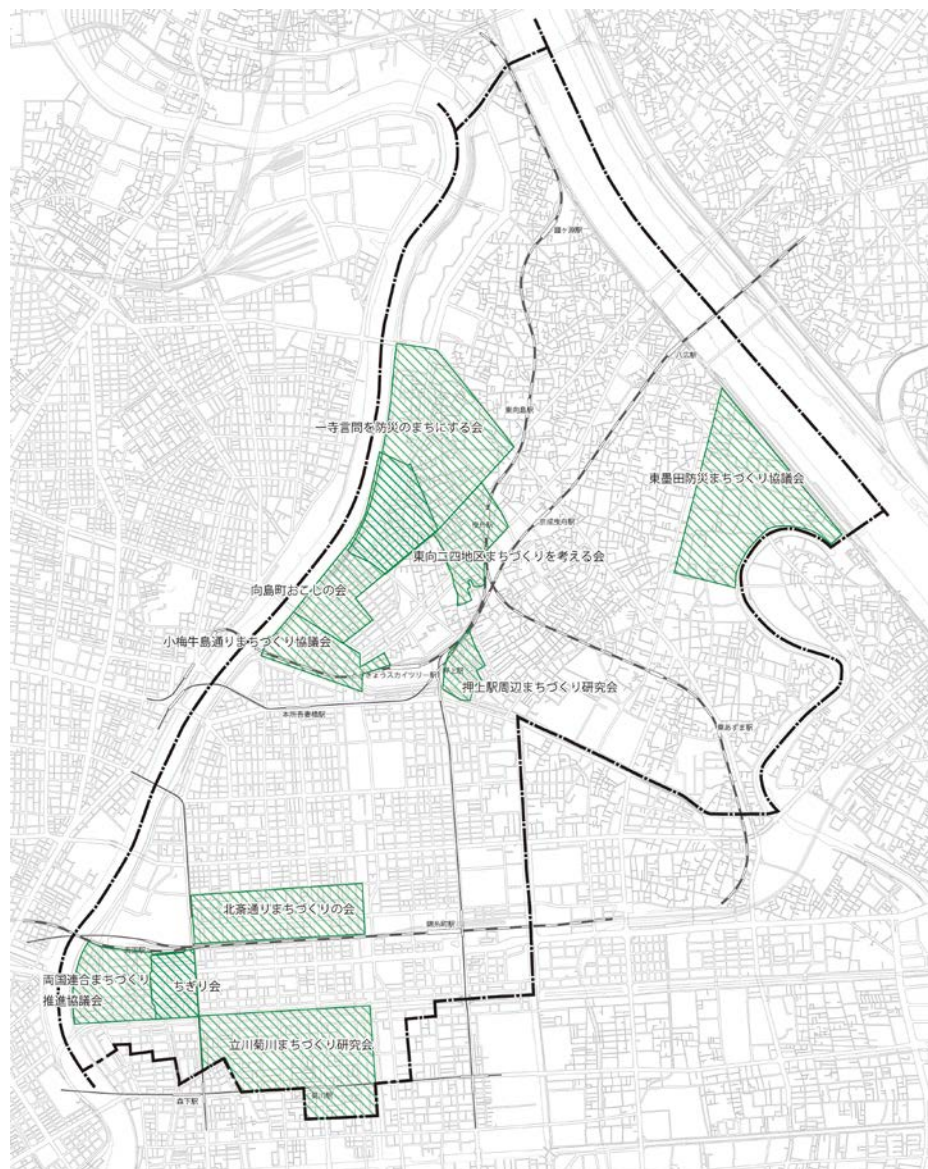 鐘ヶ淵駅
八広駅
東向島駅
一寺言問を防災のまちにする会
東墨田防災まちづくり協議会
曳舟駅
京成曳舟駅
東向二四地区まちづくりを考える会
向島町おこしの会
小梅牛島通りまちづくり協議会
きょうスカイツリー駅
押上駅
押上駅周辺まちづくり研究会
本所吾妻橋駅
東あずま駅
北斎通りまちづくりの会
錦糸町駅
両国駅
両国連合まちづくり
推進協議会
ちぎり会
立川菊川まちづくり研究会
菊川駅
森下駅